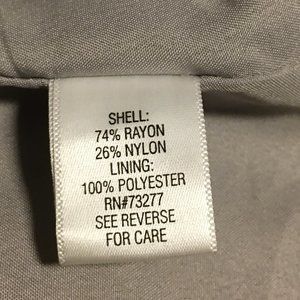 SHELL:
74% RAYON
26% NYLON
LINING:
100% POLYESTER
RN#73277
SEE REVERSE
FOR CARE